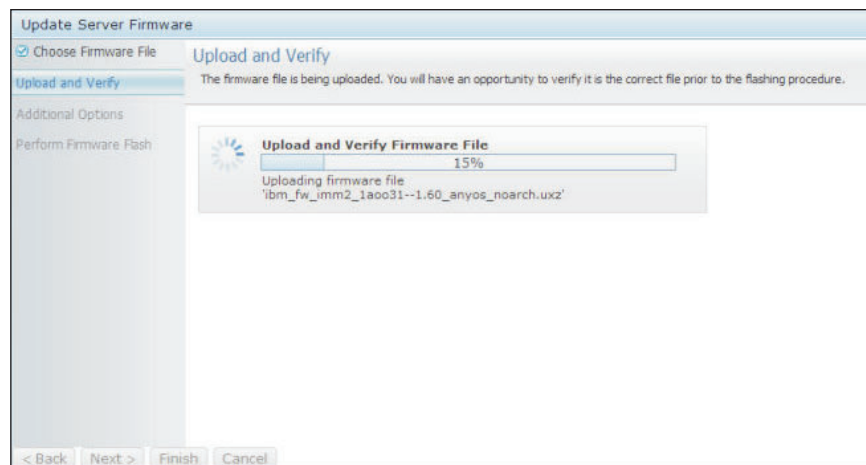 Update Server Firmware
Choose Firmware File
Upload and Verify
Additional Options
Perform Firmware Flash
Upload and Verify
The firmware file is being uploaded. You will have an opportunity to verify it is the correct file prior to the flashing procedure.
Upload and Verify Firmware File
15%
Uploading firmware file
'ibm_fw_imm2_1aoo31--1.60_anyos_noarch.uxz'
< Back Next > Finish Cancel